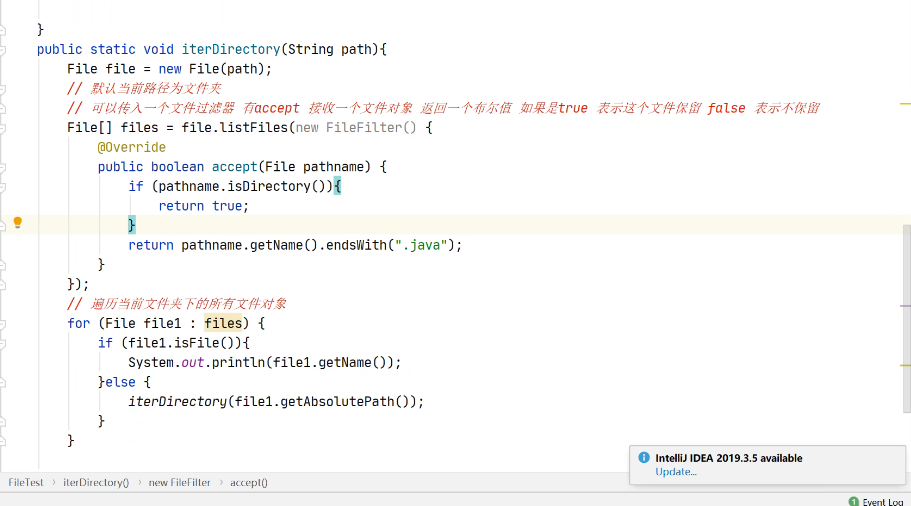 }
public static void iterDirectory(String path){
File file = new File(path);
// 默认当前路径为文件夹
// 可以传入一个文件过滤器 有accept 接收一个文件对象 返回一个布尔值 如果是true 表示这个文件保留 false 表示不保留
File[] files = file.listFiles(new FileFilter() {
@Override
public boolean accept(File pathname) {
if (pathname.isDirectory()){
return true;
}
return pathname.getName().endsWith(".java");
}
});
// 遍历当前文件夹下的所有文件对象
for (File file1 : files) {
if (file1.isFile()){
System.out.println(file1.getName());
}else {
iterDirectory(file1.getAbsolutePath());
}
}
IntelliJ IDEA 2019.3.5 available
Update...
FileTest › iterDirectory() › new FileFilter › accept()
1 Event Log